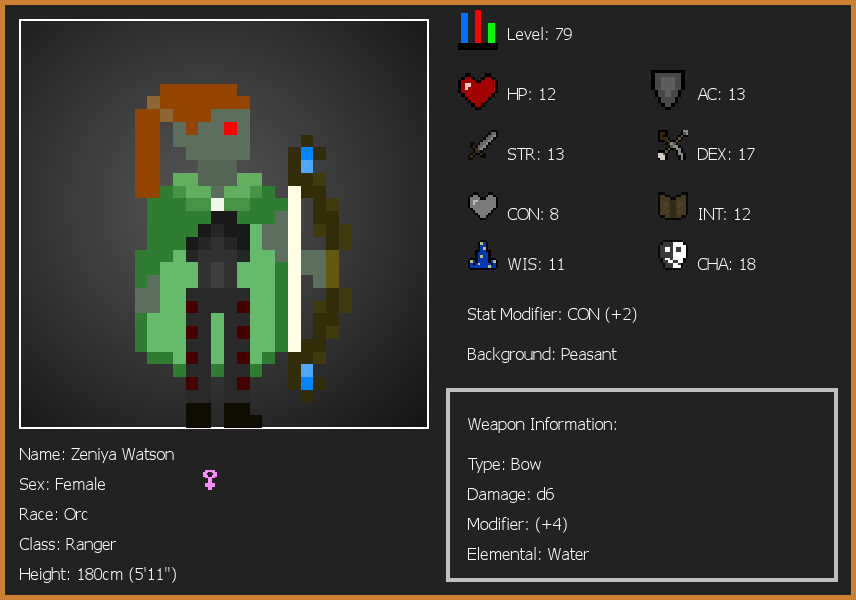 Level: 79
HP: 12
AC: 13
STR: 13
DEX: 17
CON: 8
INT: 12
WIS: 11
CHA: 18
Stat Modifier: CON (+2)
Background: Peasant
Weapon Information:
Type: Bow
Damage: d6
Modifier: (+4)
Elemental: Water
Name: Zeniya Watson
Sex: Female
Race: Orc
Class: Ranger
Height: 180cm (5'11")